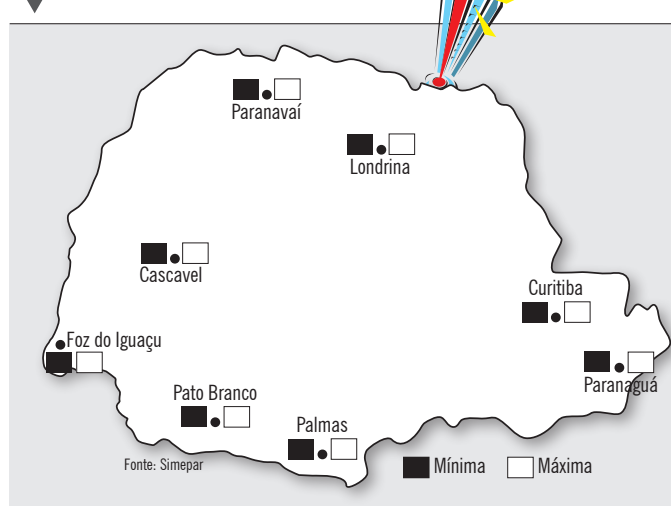 Paranavaí
Londrina
Cascavel
Curitiba
Foz do Iguaçu
Paranaguá
Pato Branco
Palmas
Fonte: Simepar
Mínima
Máxima